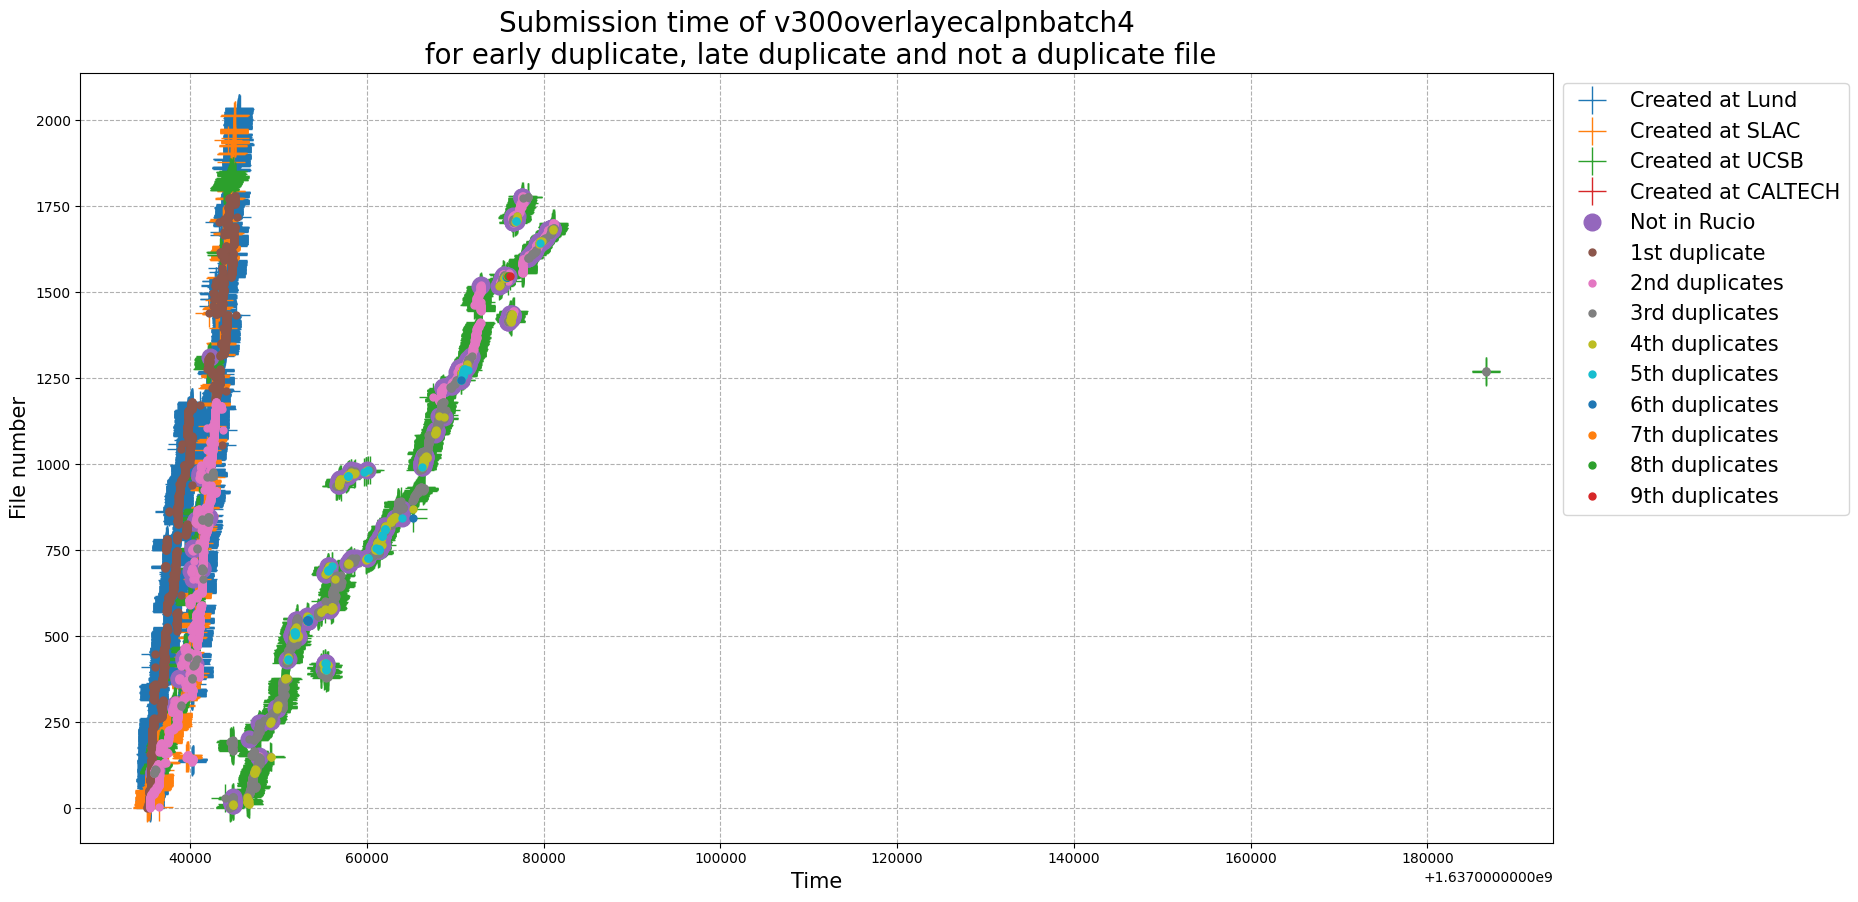 Submission time of v300overlayecalpnbatch4
for early duplicate, late duplicate and not a duplicate file
File number
2000
1750
1500
1250
1000
750
500
250
0
40000
60000
80000
100000
120000
140000
160000
180000
+1.6370000000e9
Time
Created at Lund
Created at SLAC
Created at UCSB
Created at CALTECH
Not in Rucio
1st duplicate
2nd duplicates
3rd duplicates
4th duplicates
5th duplicates
6th duplicates
7th duplicates
8th duplicates
9th duplicates